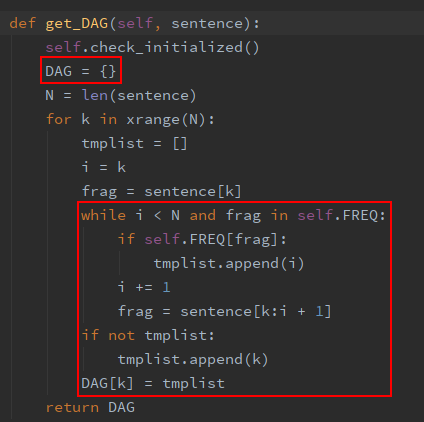 def get_DAG(self, sentence):
    self.check_initialized()
    DAG = {}
    N = len(sentence)
    for k in xrange(N):
        tmplist = []
        i = k
        frag = sentence[k]
        while i < N and frag in self.FREQ:
            if self.FREQ[frag]:
                tmplist.append(i)
            i += 1
            frag = sentence[k:i + 1]
        if not tmplist:
            tmplist.append(k)
        DAG[k] = tmplist
    return DAG